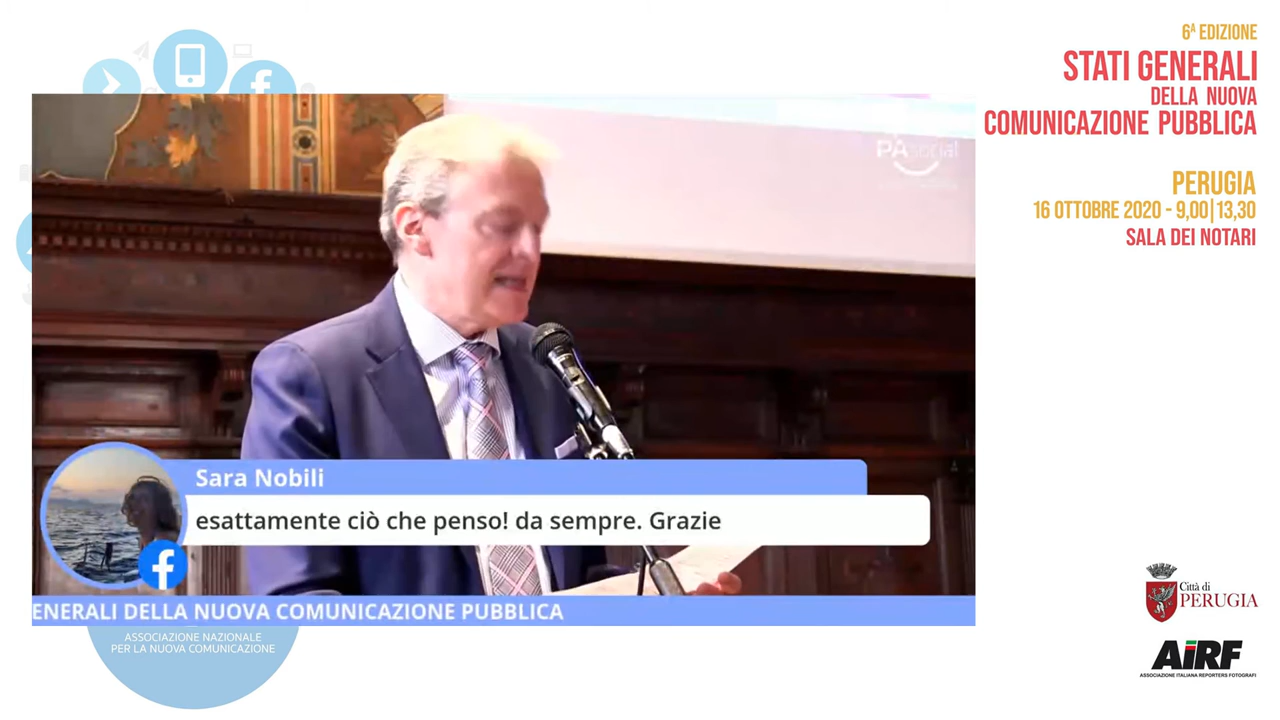 6ª EDIZIONE
STATI GENERALI
DELLA NUOVA
COMUNICAZIONE PUBBLICA
PERUGIA
16 OTTOBRE 2020 - 9,00|13,30
SALA DEI NOTARI
PAsocial
Sara Nobili
esattamente ciò che penso! da sempre. Grazie
ENERALI DELLA NUOVA COMUNICAZIONE PUBBLICA
ASSOCIAZIONE NAZIONALE
PER LA NUOVA COMUNICAZIONE
Città di
PERUGIA
AiRF
ASSOCIAZIONE ITALIANA REPORTERS FOTOGRAFI